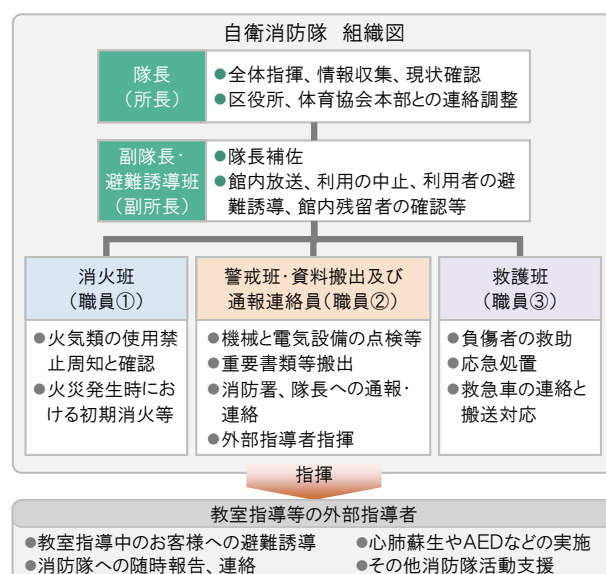 自衛消防隊 組織図
隊長
（所長）
●全体指揮、情報収集、現状確認
●区役所、体育協会本部との連絡調整
副隊長・
避難誘導班
（副所長）
●隊長補佐
●館内放送、利用の中止、利用者の避
難誘導、館内残留者の確認等
消火班
（職員①）
●火気類の使用禁
止周知と確認
●火災発生時にお
ける初期消火等
警戒班・資料搬出及び
通報連絡員（職員②）
●機械と電気設備の点検等
●重要書類等搬出
●消防署、隊長への通報・
連絡
●外部指導者指揮
救護班
（職員③）
●負傷者の救助
●応急処置
●救急車の連絡と
搬送対応
指揮
教室指導等の外部指導者
●教室指導中のお客様への避難誘導
●消防隊への随時報告、連絡
●心肺蘇生やAEDなどの実施
●その他消防隊活動支援